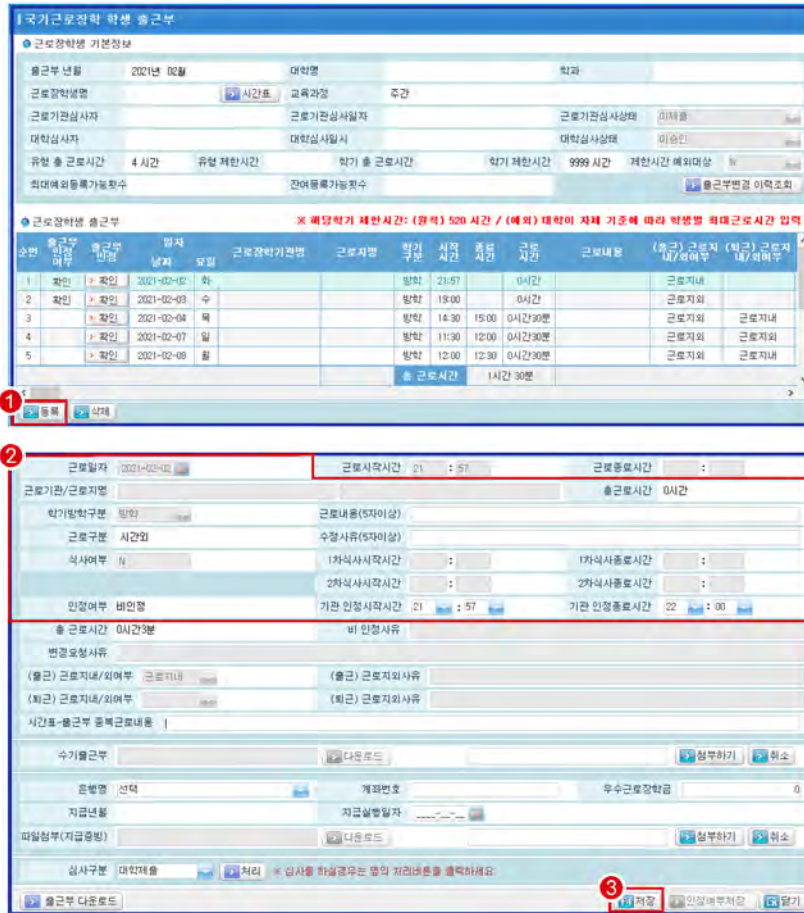 국가근로장학 학생 출근부
근로장학생 기본정보
출근부 년월 2021년 02월 대학명 학과
근로장학생명 시간표 교육과정 주간
근로기관심사자 근로기관심사일자 근로기관심사상태 미제출
대학심사자 대학심사일시 대학심사상태 미승인
유형 총 근로시간 4 시간 유형 제한시간 학기 총 근로시간 학기 제한시간 9999 시간 제한시간 예외대상 N
최대예외등록가능횟수 잔여등록가능횟수 출근부변경 이력조회
근로장학생 출근부 ※ 해당학기 제한시간: (원칙) 520 시간 / (예외) 대학이 자체 기준에 따라 학생별 최대근로시간 입력
순번 출근부 인정 여부 출근부 인정 일자 날짜 요일 근로장학기관명 근로지명 학기 구분 시작 시간 종료 시간 근로 시간 근로내용 (출근) 근로지 내/외여부 (퇴근) 근로지 내/외여부
1 확인 확인 2021-02-02 화 방학 21:57 0시간 근로지내
2 확인 확인 2021-02-03 수 방학 19:00 0시간 근로지외
3 확인 2021-02-04 목 방학 14:30 15:00 0시간30분 근로지외 근로지내
4 확인 2021-02-07 일 방학 11:30 12:00 0시간30분 근로지외 근로지외
5 확인 2021-02-08 월 방학 12:00 12:30 0시간30분 근로지외 근로지내
총 근로시간 1시간 30분
1
등록 삭제
2
근로일자 2021-02-02 근로시작시간 21 : 57 근로종료시간 :
근로기관/근로지명 출근로시간 0시간
학기방학구분 방학 근로내용(5자이상)
근로구분 시간외 수정사유(5자이상)
식사여부 N 1차식사시작시간 : 1차식사종료시간 :
2차식사시작시간 : 2차식사종료시간 :
인정여부 비인정 기관 인정시작시간 21 : 57 기관 인정종료시간 22 : 00
총 근로시간 0시간3분 비 인정사유
변경요청사유
(출근) 근로지내/외여부 근로지내 (출근) 근로지외사유
(퇴근) 근로지내/외여부 (퇴근) 근로지외사유
시간표-출근부 중복근로내용
수기출근부 다운로드 첨부하기 취소
은행명 선택 계좌번호 우수근로장학금 0
지급년월 지급실행일자 ____-__-__
파일첨부(지급증빙) 다운로드 첨부하기 취소
심사구분 대학제출 처리 ※ 심사를 하실경우는 옆의 처리버튼을 클릭하세요
3
출근부 다운로드 저장 인정여부저장 닫기